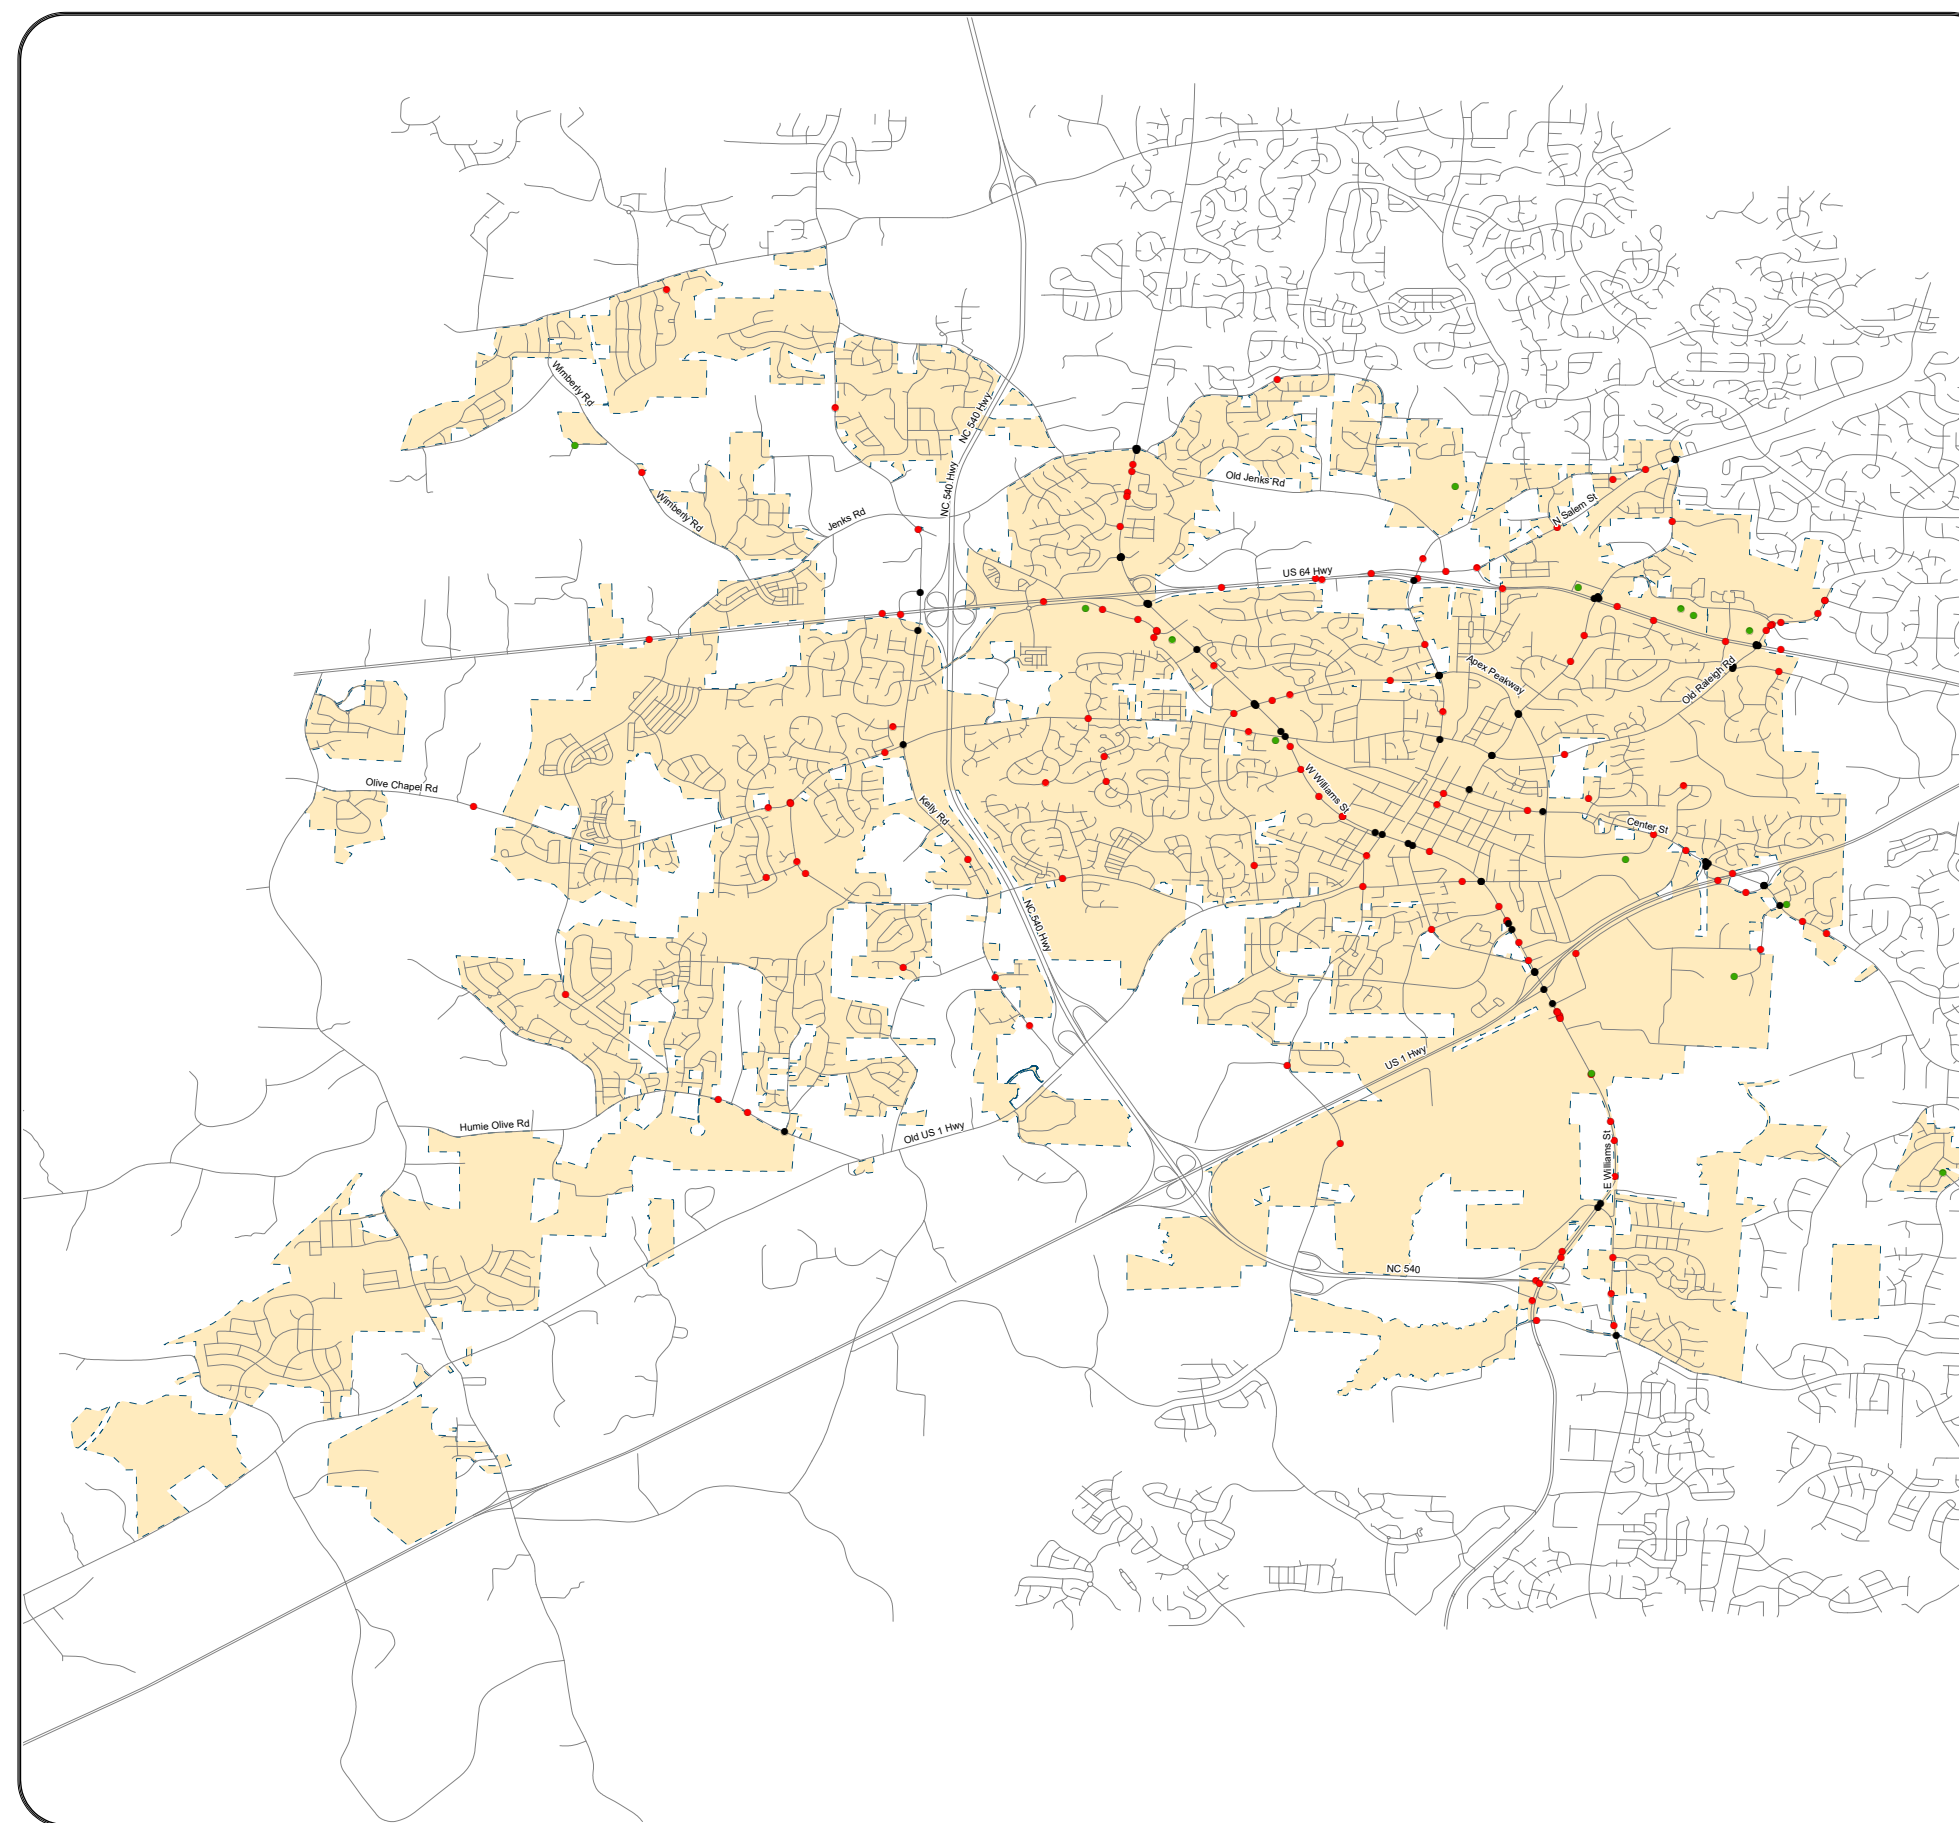 Wimberly Rd
NC 540 Hwy
NC 540 Hwy
Old Jenks Rd
Wimberly Rd
Jenks Rd
N Salem St
US 64 Hwy
Apex Peakway
Old Raleigh Rd
Olive Chapel Rd
Kelly Rd
W Williams St
Center St
NC 540 Hwy
US 1 Hwy
Humie Olive Rd
Old US 1 Hwy
E Williams St
NC 540